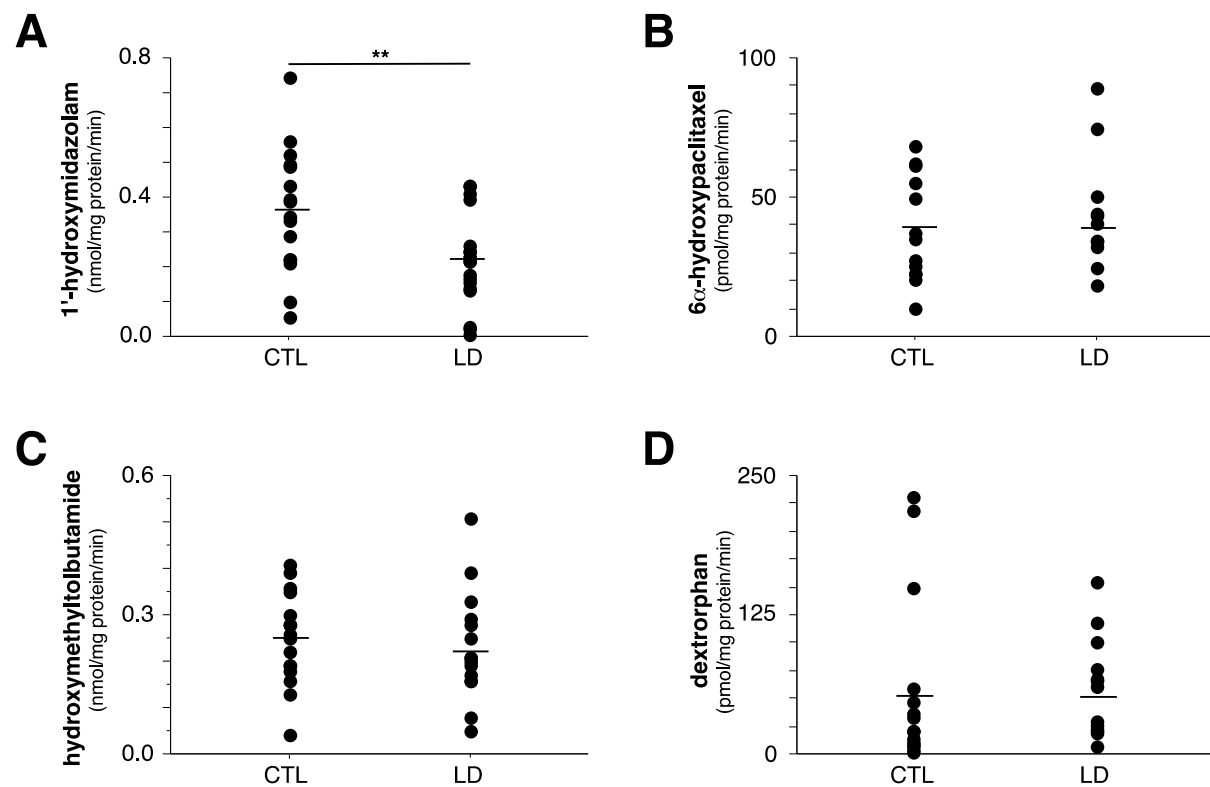 A
1'-hydroxymidazolam
(nmol/mg protein/min)
0.8
0.4
0.0
**
CTL
LD
B
6α-hydroxypaclitaxel
(pmol/mg protein/min)
100
50
0
CTL
LD
C
hydroxymethyltolbutamide
(nmol/mg protein/min)
0.6
0.3
0.0
CTL
LD
D
dextrorphan
(pmol/mg protein/min)
250
125
0
CTL
LD